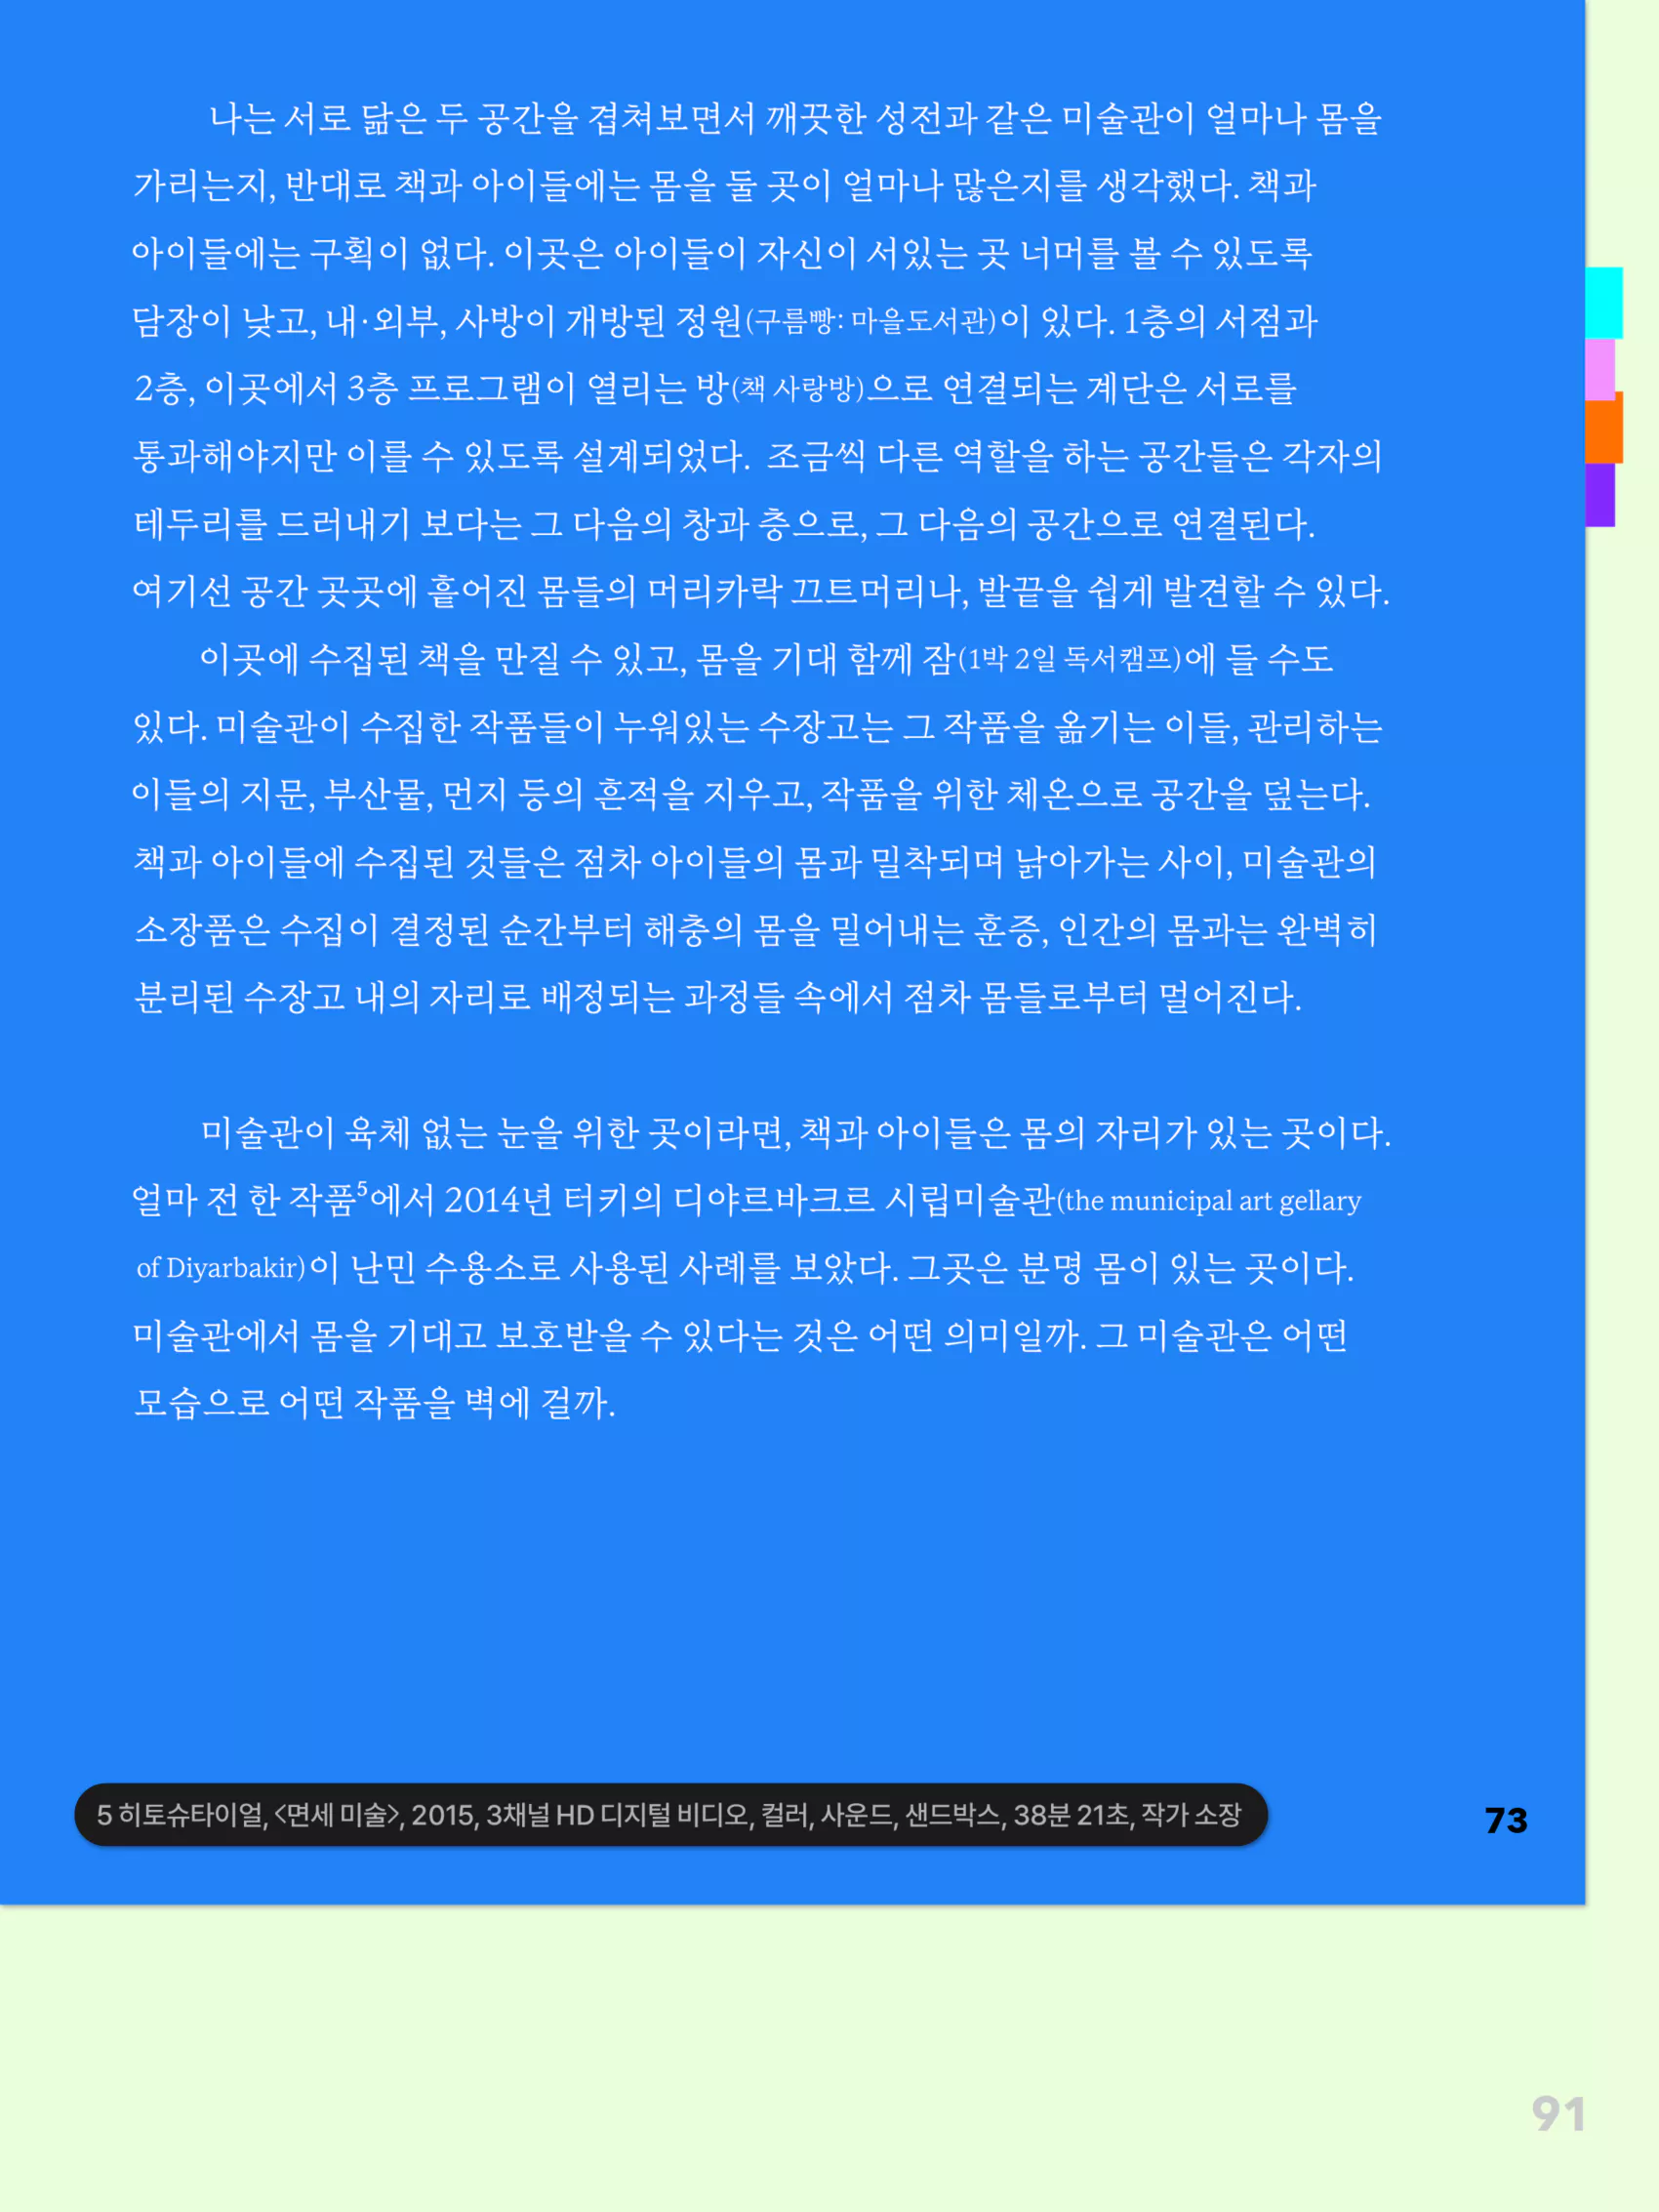 나는 서로 닮은 두 공간을 겹쳐보면서 깨끗한 성전과 같은 미술관이 얼마나 몸을
가리는지, 반대로 책과 아이들에는 몸을 둘 곳이 얼마나 많은지를 생각했다. 책과
아이들에는 구획이 없다. 이곳은 아이들이 자신이 서있는 곳 너머를 볼 수 있도록
담장이 낮고, 내·외부, 사방이 개방된 정원(구름빵: 마을도서관)이 있다. 1층의 서점과
2층, 이곳에서 3층 프로그램이 열리는 방(책 사랑방)으로 연결되는 계단은 서로를
통과해야지만 이를 수 있도록 설계되었다. 조금씩 다른 역할을 하는 공간들은 각자의
테두리를 드러내기 보다는 그 다음의 창과 층으로, 그 다음의 공간으로 연결된다.
여기선 공간 곳곳에 흩어진 몸들의 머리카락 끄트머리나, 발끝을 쉽게 발견할 수 있다.
이곳에 수집된 책을 만질 수 있고, 몸을 기대 함께 잠(1박 2일 독서캠프)에 들 수도
있다. 미술관이 수집한 작품들이 누워있는 수장고는 그 작품을 옮기는 이들, 관리하는
이들의 지문, 부산물, 먼지 등의 흔적을 지우고, 작품을 위한 체온으로 공간을 덮는다.
책과 아이들에 수집된 것들은 점차 아이들의 몸과 밀착되며 낡아가는 사이, 미술관의
소장품은 수집이 결정된 순간부터 해충의 몸을 밀어내는 훈증, 인간의 몸과는 완벽히
분리된 수장고 내의 자리로 배정되는 과정들 속에서 점차 몸들로부터 멀어진다.
미술관이 육체 없는 눈을 위한 곳이라면, 책과 아이들은 몸의 자리가 있는 곳이다.
얼마 전 한 작품5에서 2014년 터키의 디야르바크르 시립미술관(the municipal art gellary
of Diyarbakir)이 난민 수용소로 사용된 사례를 보았다. 그곳은 분명 몸이 있는 곳이다.
미술관에서 몸을 기대고 보호받을 수 있다는 것은 어떤 의미일까. 그 미술관은 어떤
모습으로 어떤 작품을 벽에 걸까.
5 히토슈타이얼, <면세 미술>, 2015, 3채널 HD 디지털 비디오, 컬러, 사운드, 샌드박스, 38분 21초, 작가 소장
73
91